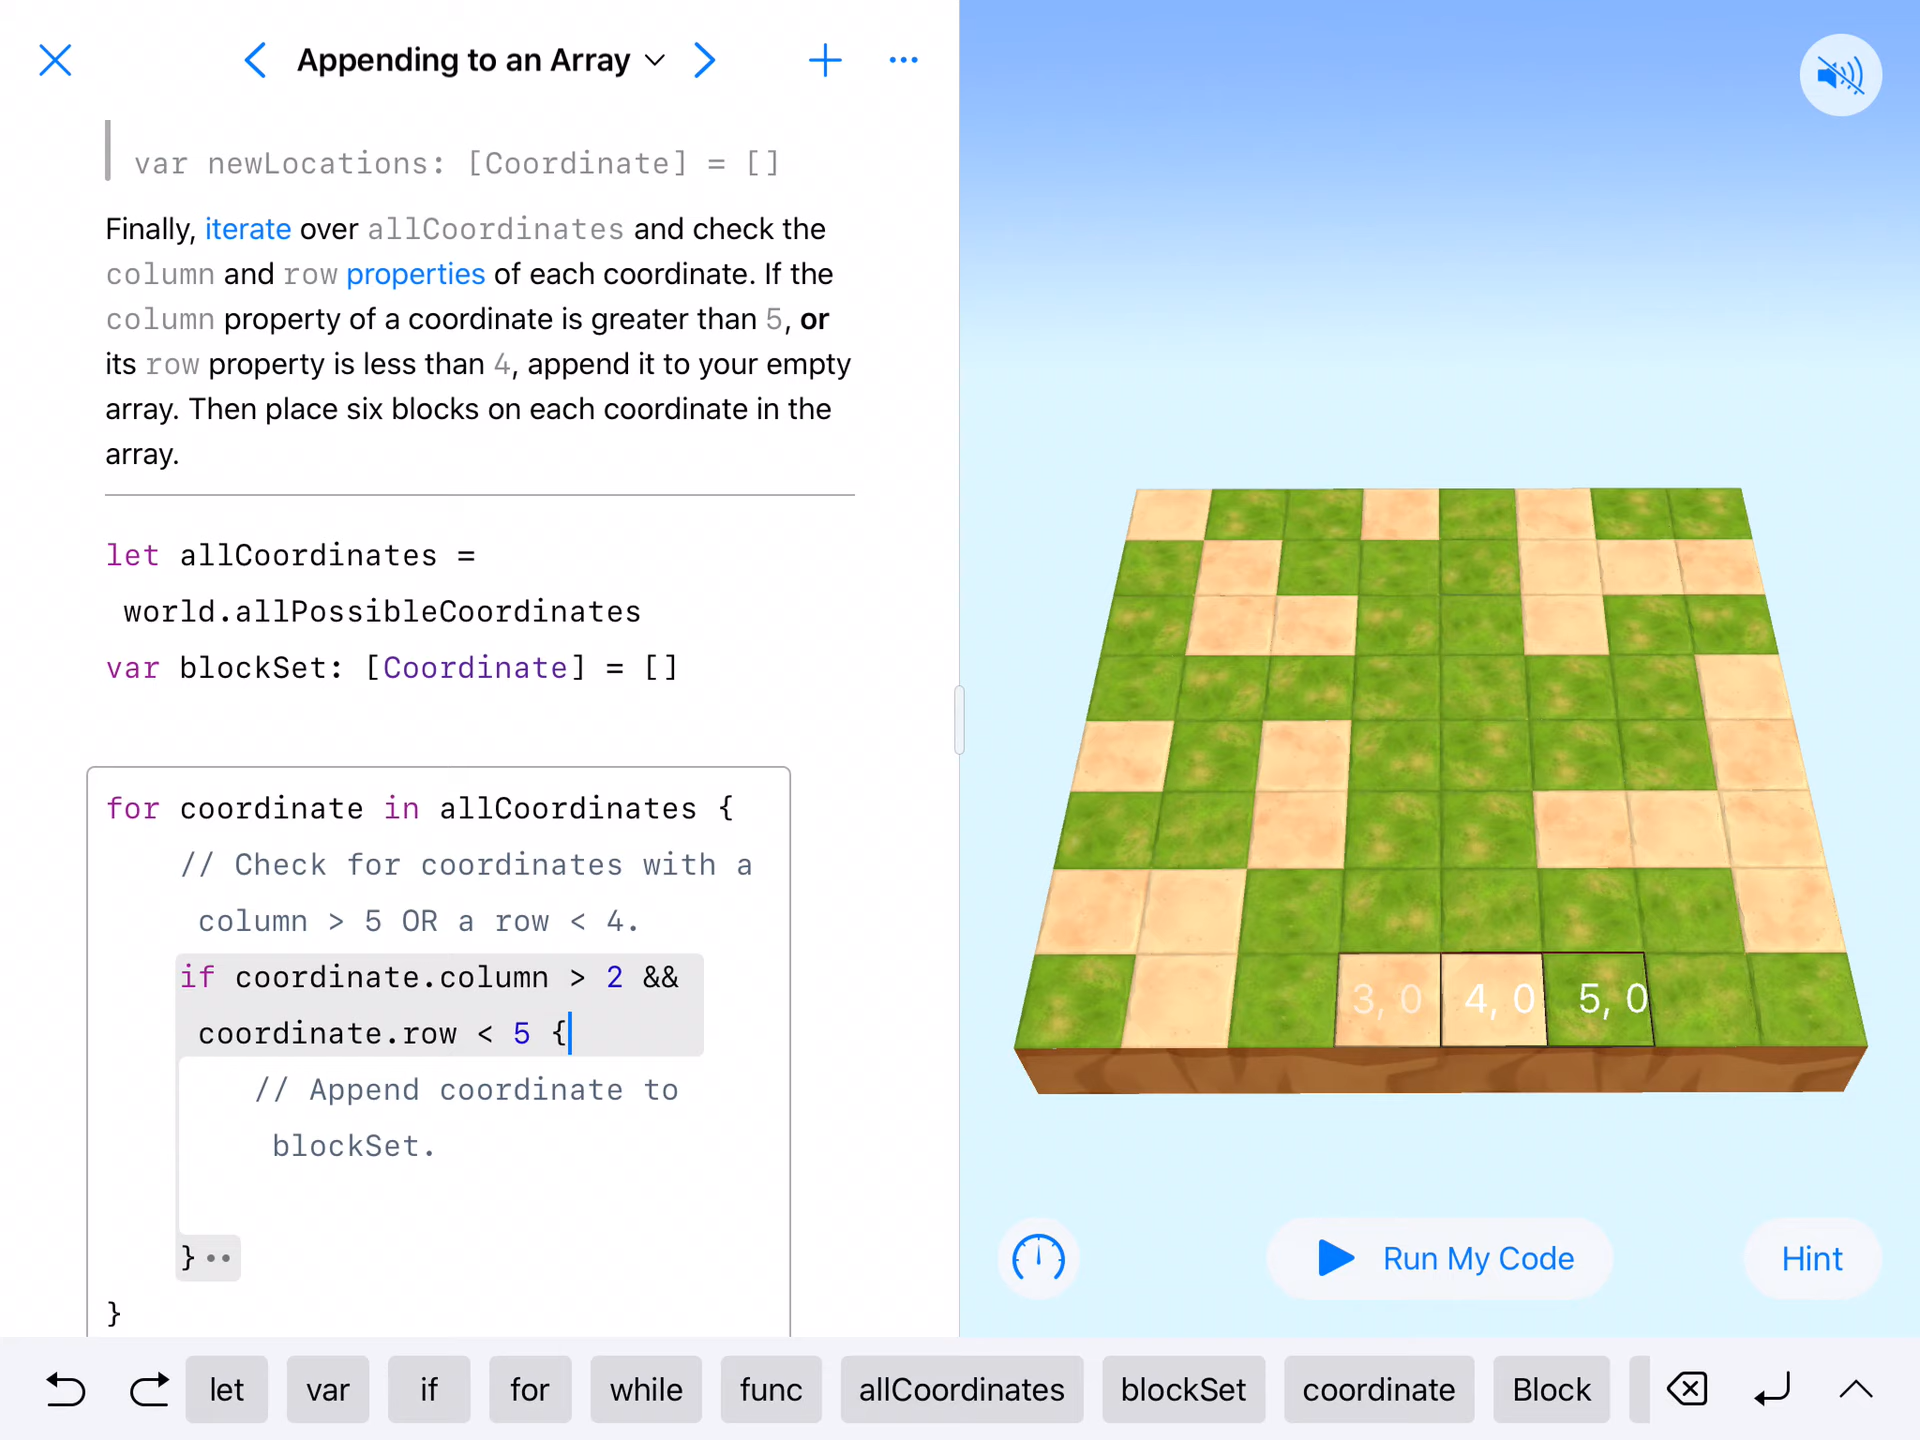 Appending to an Array
var newLocations: [Coordinate] = []
Finally, iterate over allCoordinates and check the
column and row properties of each coordinate. If the
column property of a coordinate is greater than 5, or
its row property is less than 4, append it to your empty
array. Then place six blocks on each coordinate in the
array.
let allCoordinates =
world.allPossibleCoordinates
var blockSet: [Coordinate] = []
for coordinate in allCoordinates {
// Check for coordinates with a
column > 5 OR a row < 4.
if coordinate.column > 2 &&
coordinate.row < 5 {
// Append coordinate to
blockSet.
}
}
3, 0 4, 0 5, 0
Run My Code
Hint
let var if for while func allCoordinates blockSet coordinate Block